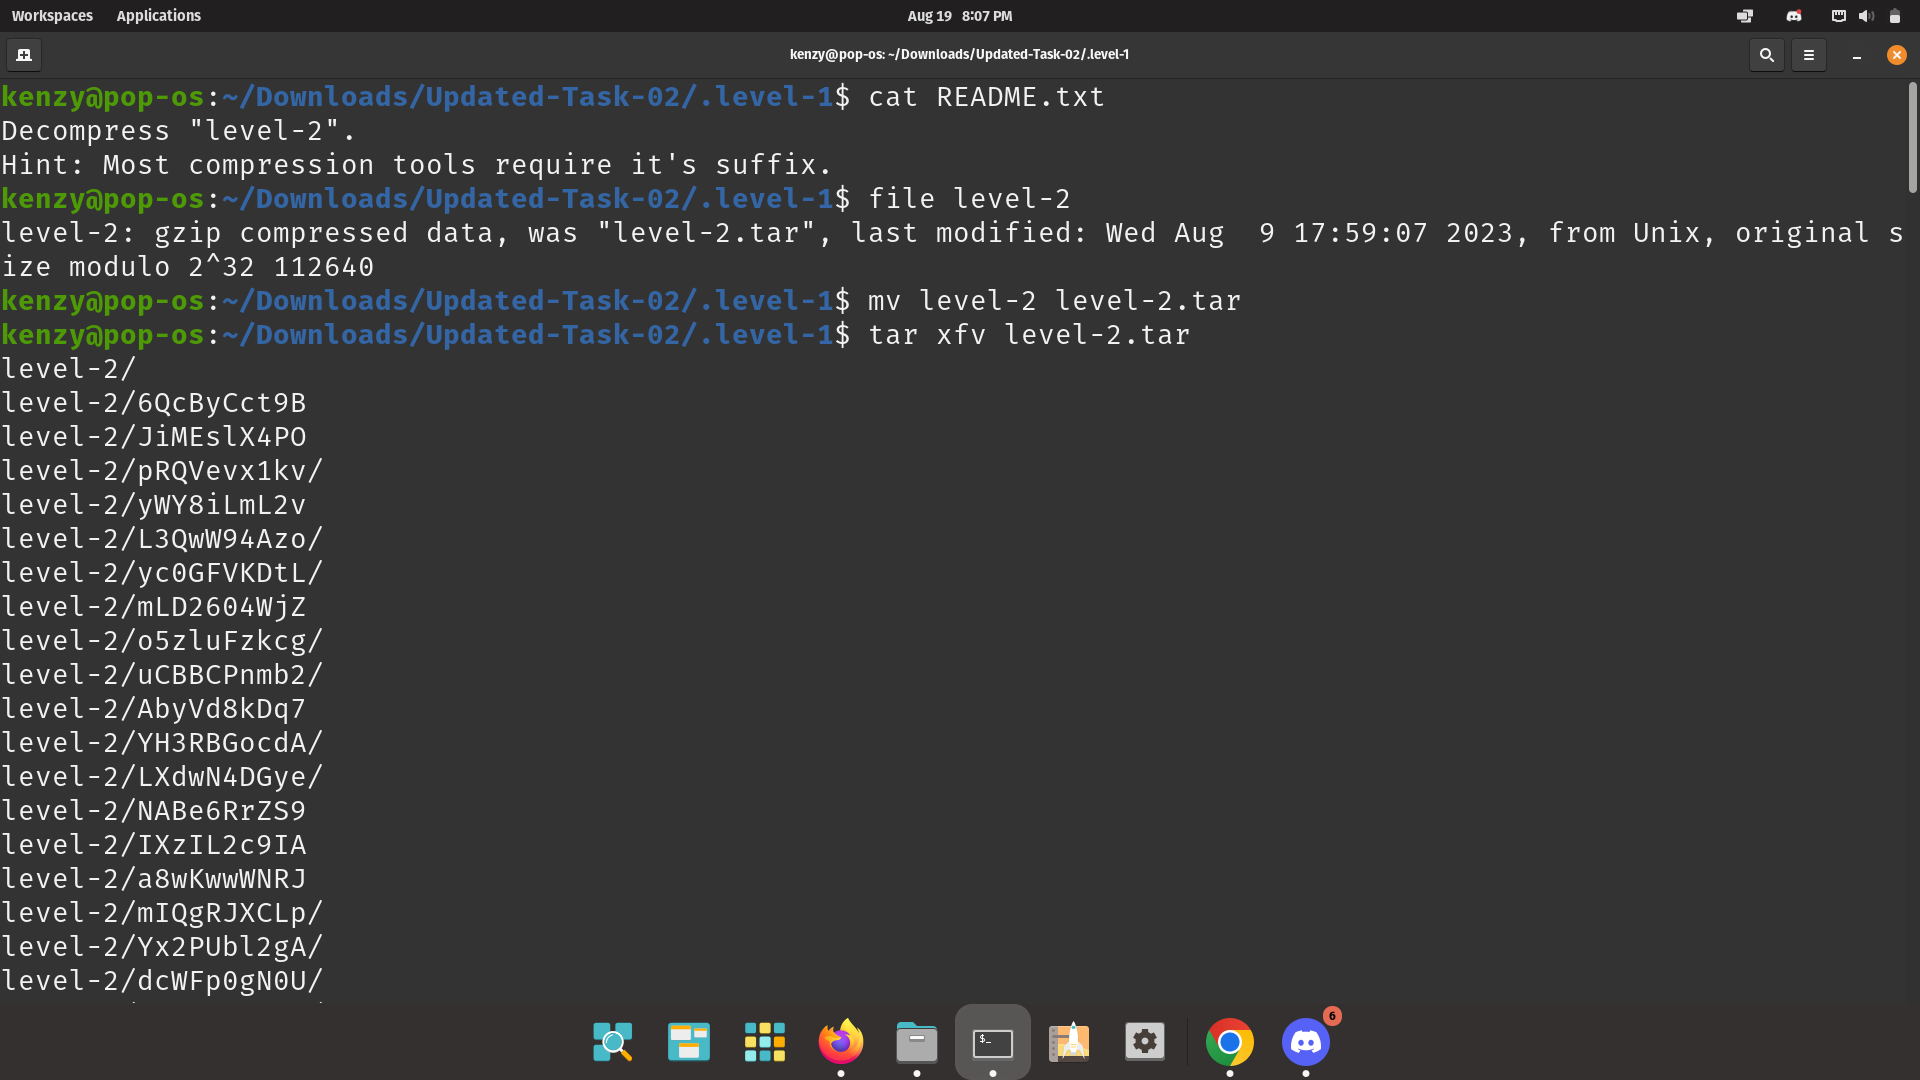 Workspaces Applications Aug 19 8:07 PM
kenzy@pop-os: ~/Downloads/Updated-Task-02/.level-1
kenzy@pop-os:~/Downloads/Updated-Task-02/.level-1$ cat README.txt
Decompress "level-2".
Hint: Most compression tools require it's suffix.
kenzy@pop-os:~/Downloads/Updated-Task-02/.level-1$ file level-2
level-2: gzip compressed data, was "level-2.tar", last modified: Wed Aug  9 17:59:07 2023, from Unix, original s
ize modulo 2^32 112640
kenzy@pop-os:~/Downloads/Updated-Task-02/.level-1$ mv level-2 level-2.tar
kenzy@pop-os:~/Downloads/Updated-Task-02/.level-1$ tar xfv level-2.tar
level-2/
level-2/6QcByCct9B
level-2/JiMEslX4PO
level-2/pRQVevx1kv/
level-2/yWY8iLmL2v
level-2/L3QwW94Azo/
level-2/yc0GFVKDtL/
level-2/mLD2604WjZ
level-2/o5zluFzkcg/
level-2/uCBBCPnmb2/
level-2/AbyVd8kDq7
level-2/YH3RBGocdA/
level-2/LXdwN4DGye/
level-2/NABe6RrZS9
level-2/IXzIL2c9IA
level-2/a8wKwwWNRJ
level-2/mIQgRJXCLp/
level-2/Yx2PUbl2gA/
level-2/dcWFp0gN0U/
$_
6